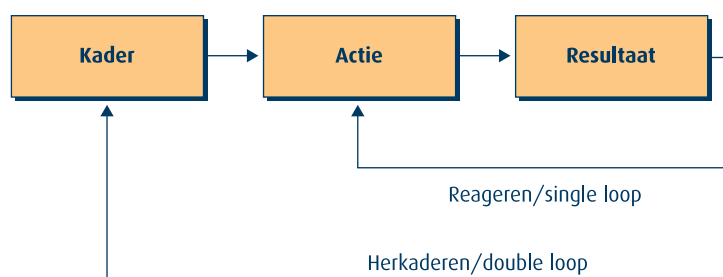 Kader
Actie
Resultaat
Reageren/single loop
Herkaderen/double loop